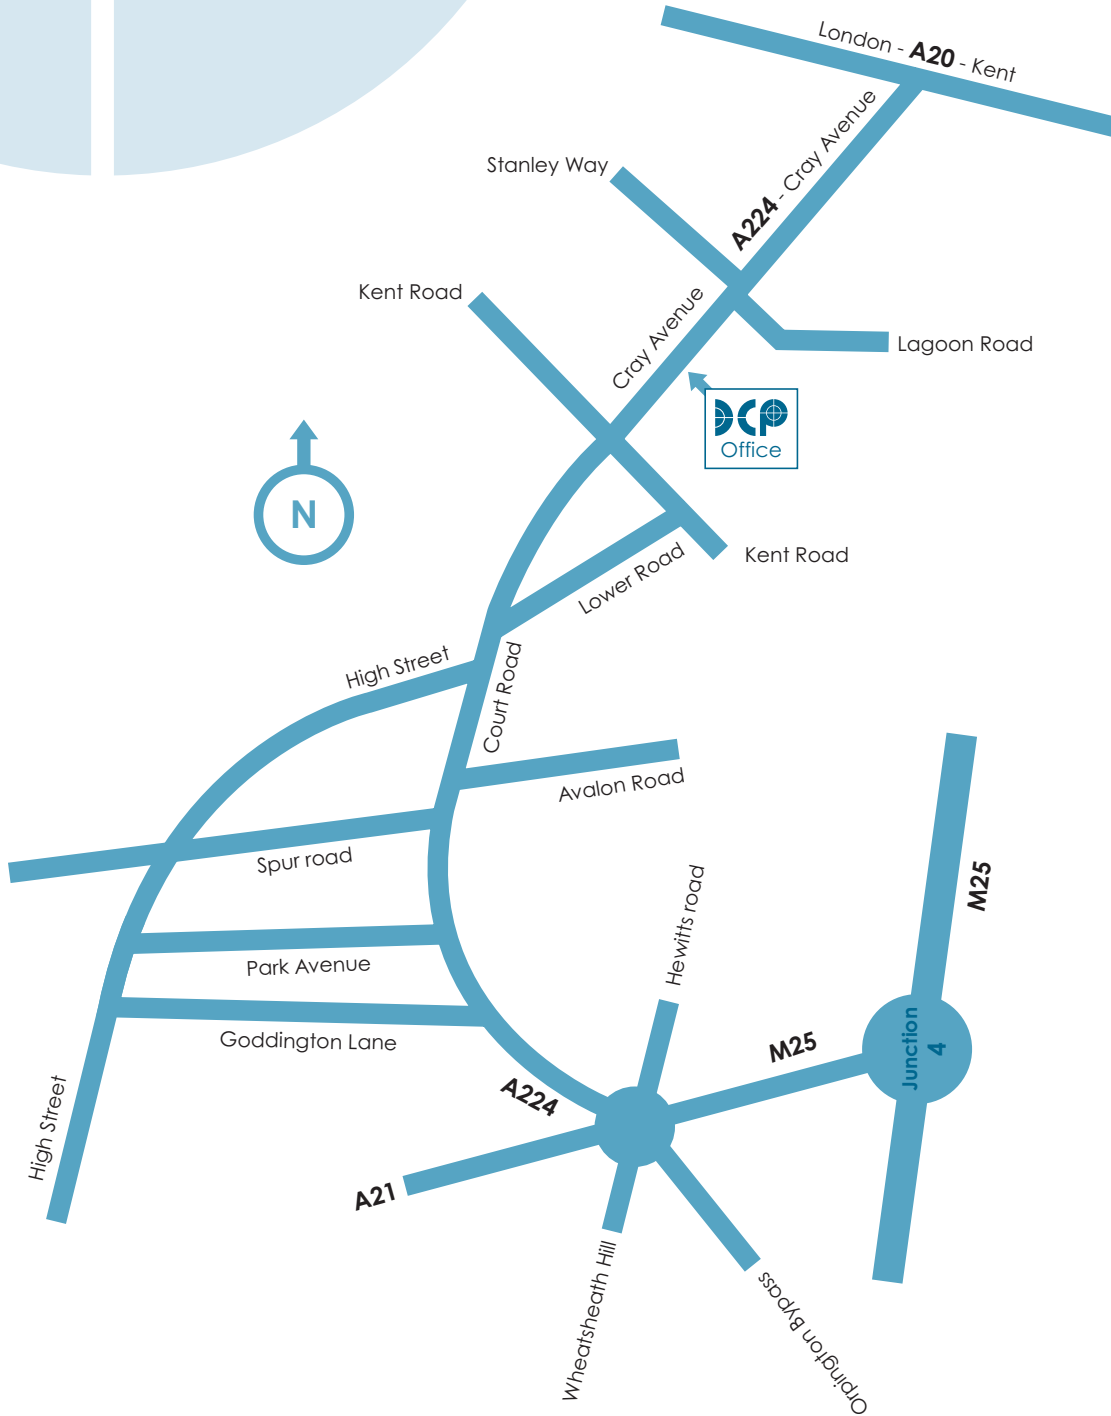 London - A20 - Kent
A224 - Cray Avenue
Stanley Way
Kent Road
Cray Avenue
Lagoon Road
DCP
Office
N
Kent Road
Lower Road
High Street
Court Road
Avalon Road
Spur road
Hewitts road
M25
Park Avenue
Goddington Lane
M25
Junction
4
A224
High Street
A21
Wheatsheath Hill
Orpington Bypass